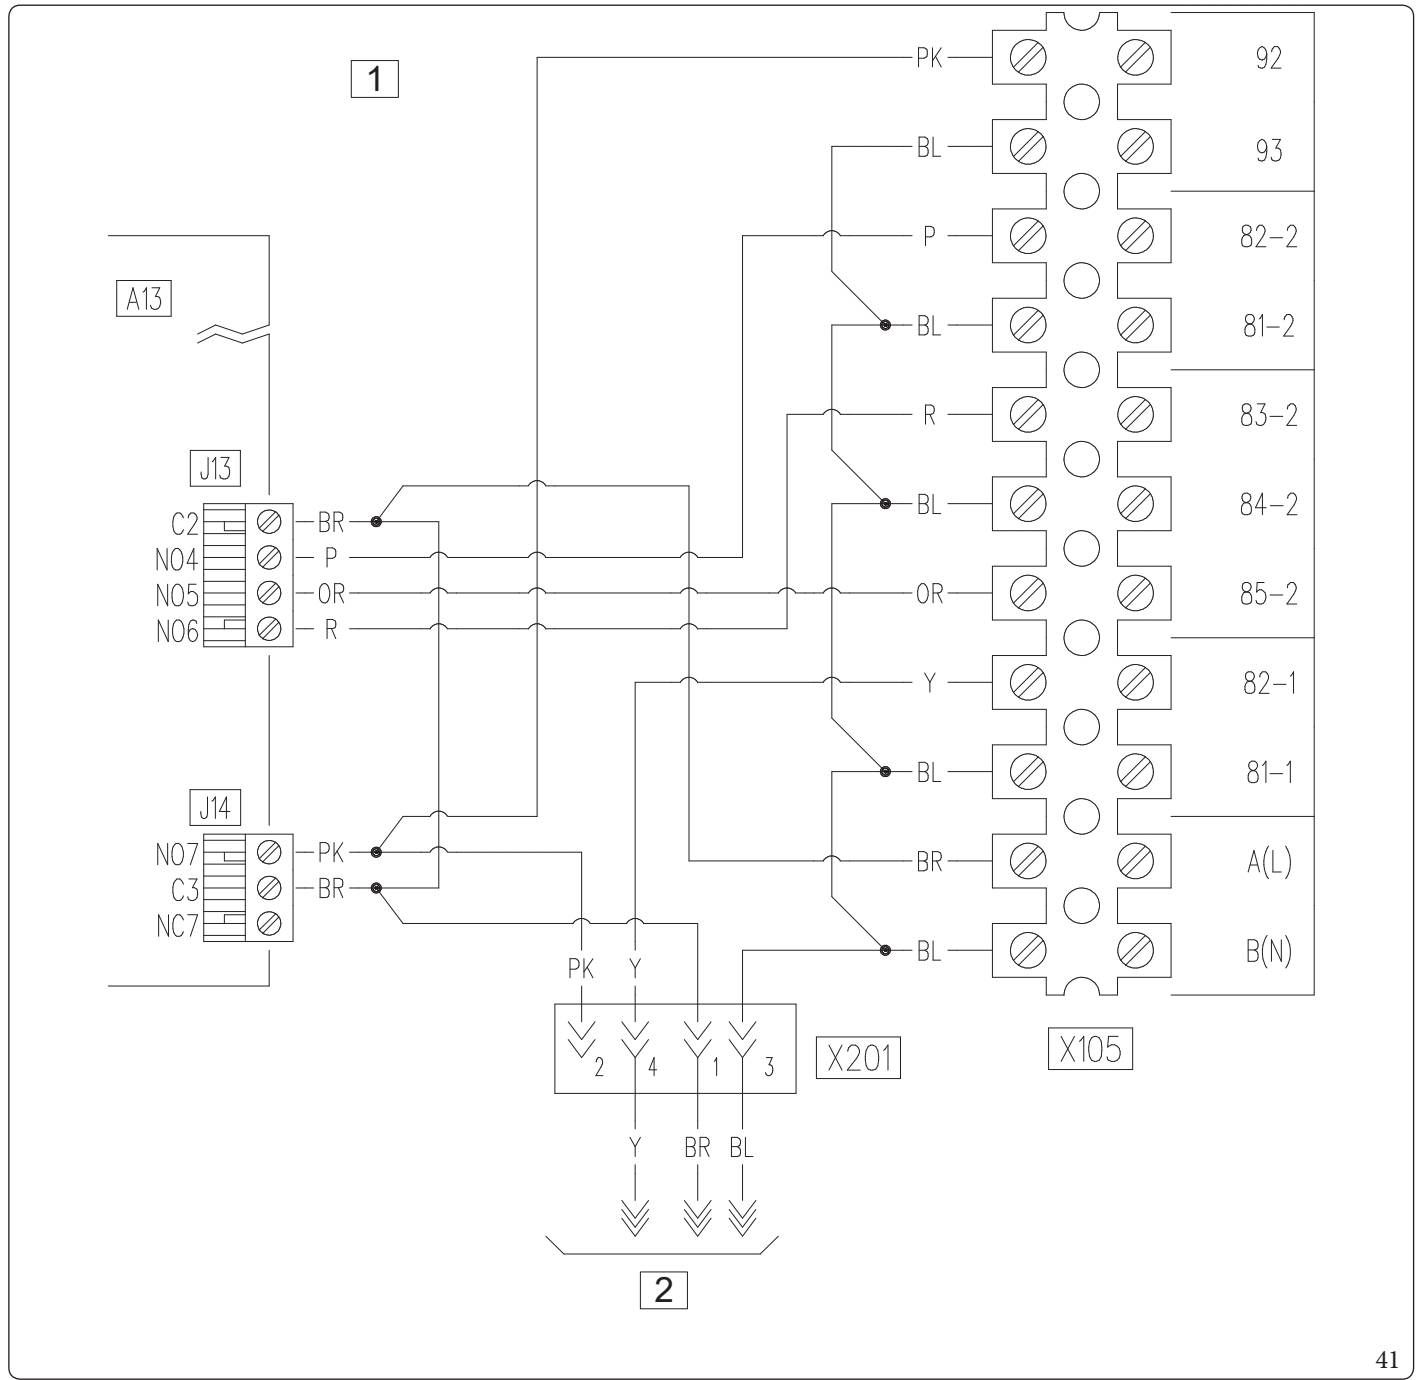 1
PK
92
BL
93
P
82-2
A13
BL
81-2
R
83-2
J13
BL
84-2
C2
BR
NO4
P
NO5
OR
OR
85-2
NO6
R
Y
82-1
BL
81-1
J14
NO7
PK
BR
A(L)
C3
BR
NC7
BL
B(N)
PK
Y
X201
X105
2
4
1
3
Y
BR
BL
2
41